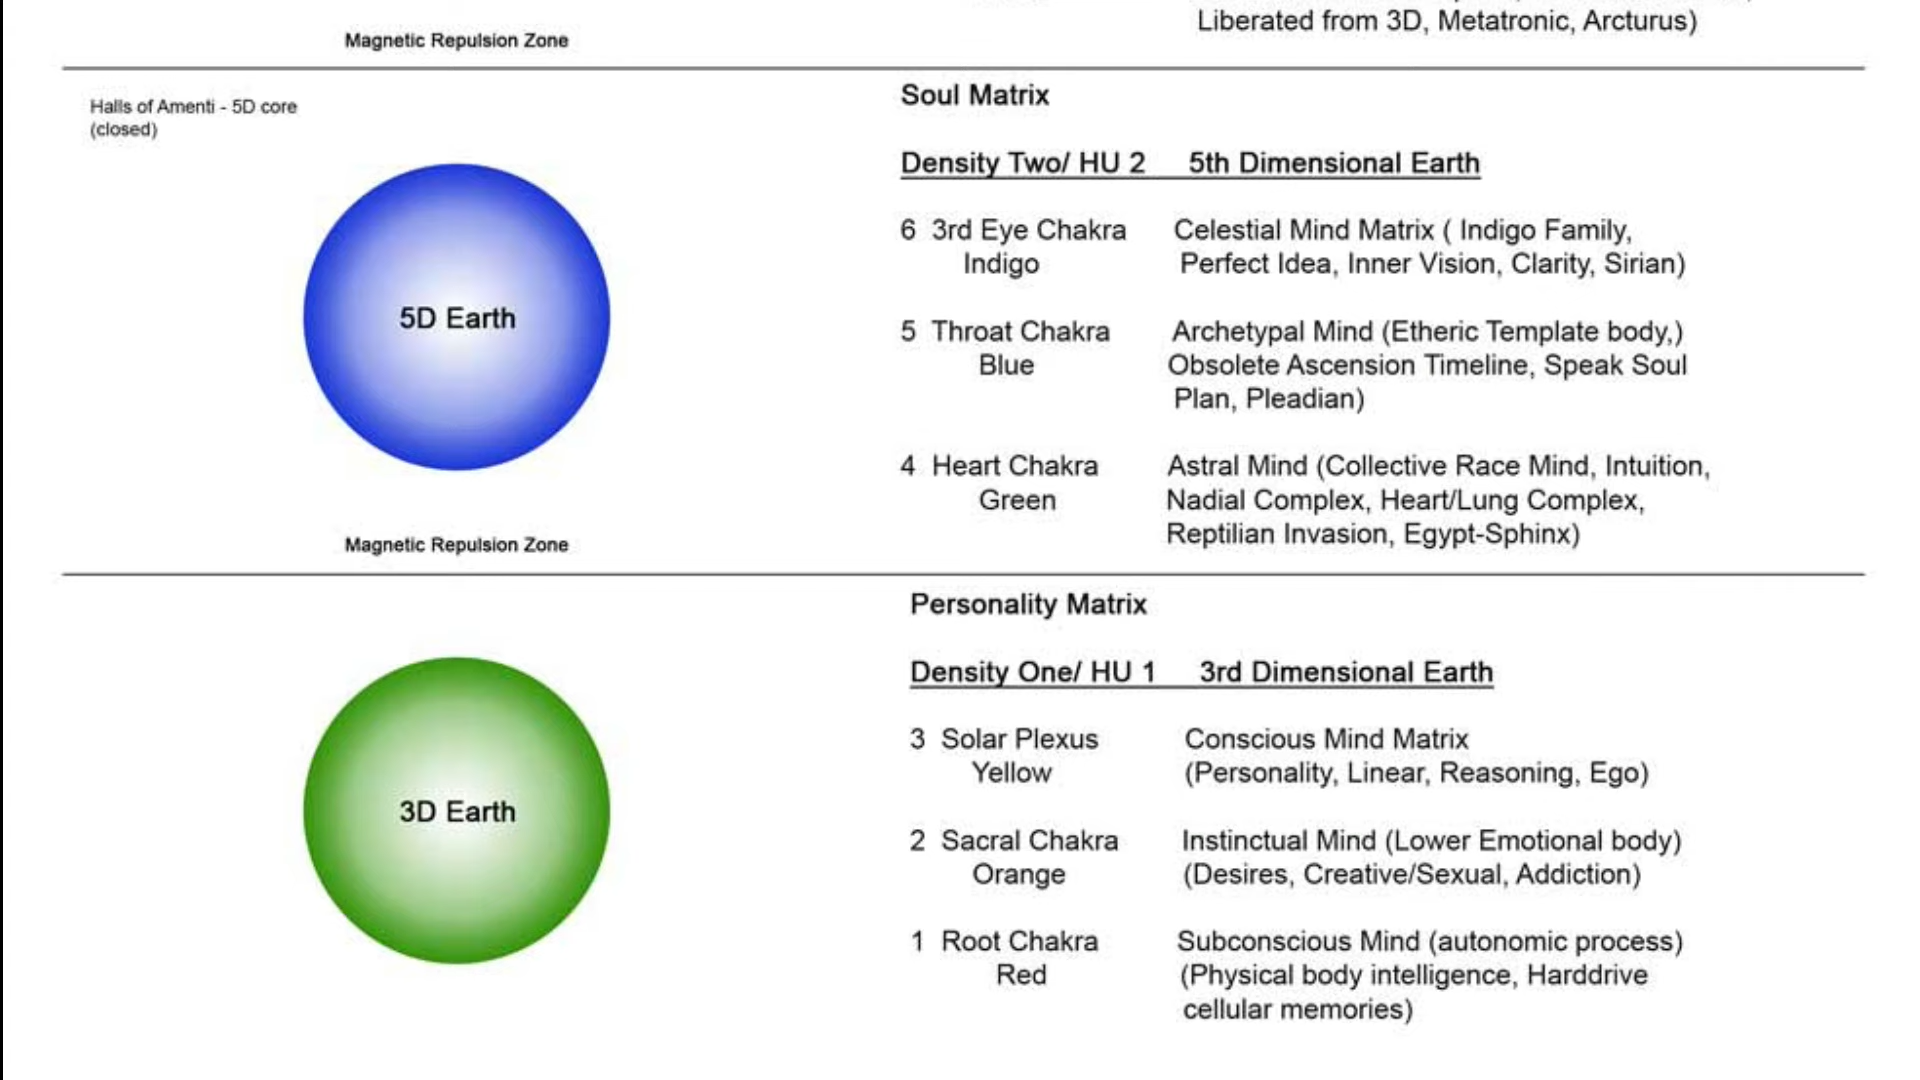 Liberated from 3D, Metatronic, Arcturus)
Magnetic Repulsion Zone
Halls of Amenti - 5D core
(closed)
5D Earth
Magnetic Repulsion Zone
Soul Matrix
Density Two/ HU 2 5th Dimensional Earth
6 3rd Eye Chakra Celestial Mind Matrix ( Indigo Family,
Indigo Perfect Idea, Inner Vision, Clarity, Sirian)
5 Throat Chakra Archetypal Mind (Etheric Template body,)
Blue Obsolete Ascension Timeline, Speak Soul
Plan, Pleadian)
4 Heart Chakra Astral Mind (Collective Race Mind, Intuition,
Green Nadial Complex, Heart/Lung Complex,
Reptilian Invasion, Egypt-Sphinx)
3D Earth
Personality Matrix
Density One/ HU 1 3rd Dimensional Earth
3 Solar Plexus Conscious Mind Matrix
Yellow (Personality, Linear, Reasoning, Ego)
2 Sacral Chakra Instinctual Mind (Lower Emotional body)
Orange (Desires, Creative/Sexual, Addiction)
1 Root Chakra Subconscious Mind (autonomic process)
Red (Physical body intelligence, Harddrive
cellular memories)